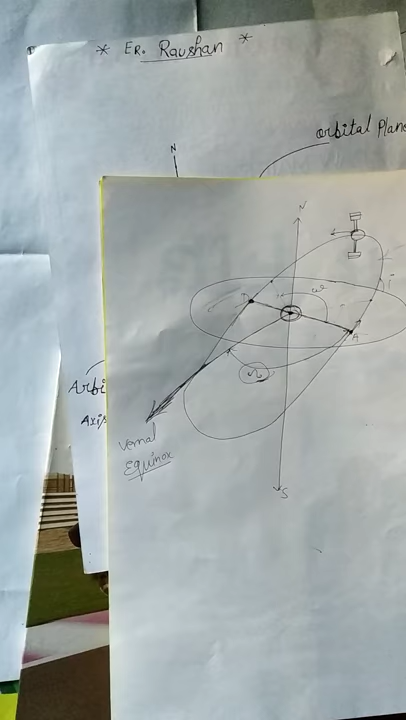 * ER. Raushan *
orbital Plane
N
N
i
ω
D
A
Ω
Arbi
Axis
Vernal
Equinox
S